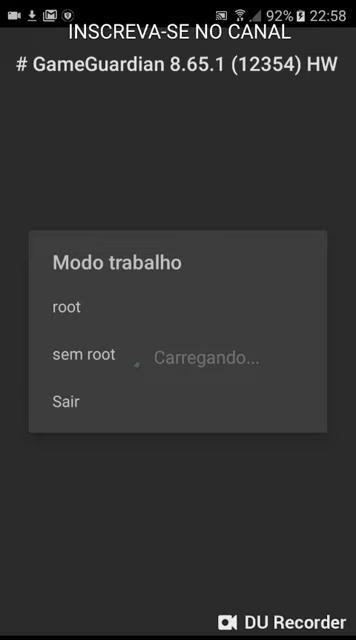 92% 22:58
INSCREVA-SE NO CANAL
# GameGuardian 8.65.1 (12354) HW
Modo trabalho
root
sem root
Carregando...
Sair
DU Recorder